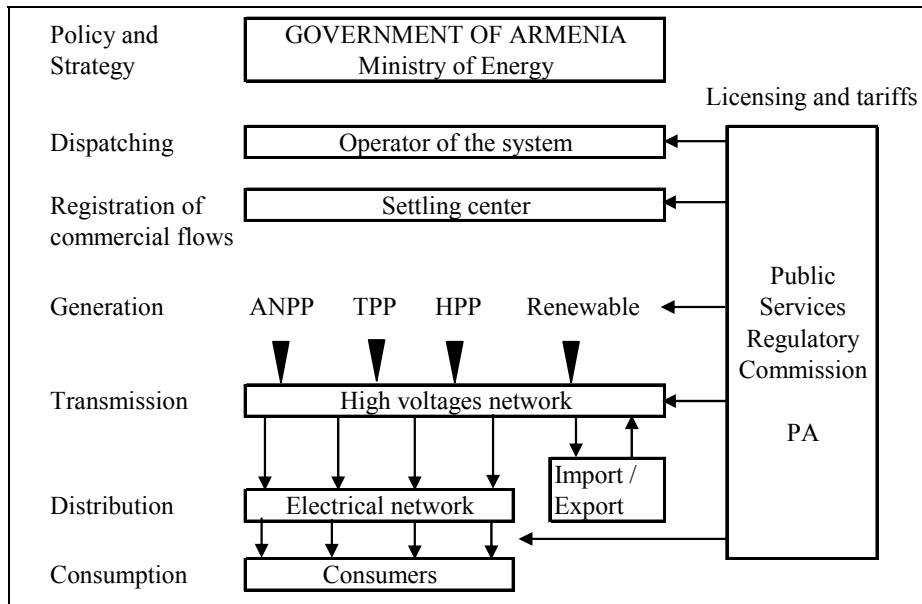 Policy and
Strategy
GOVERNMENT OF ARMENIA
Ministry of Energy
Licensing and tariffs
Dispatching
Operator of the system
Registration of
commercial flows
Settling center
Public
Services
Regulatory
Commission
PA
Generation
ANPP
TPP
HPP
Renewable
Transmission
High voltages network
Import /
Export
Distribution
Electrical network
Consumption
Consumers